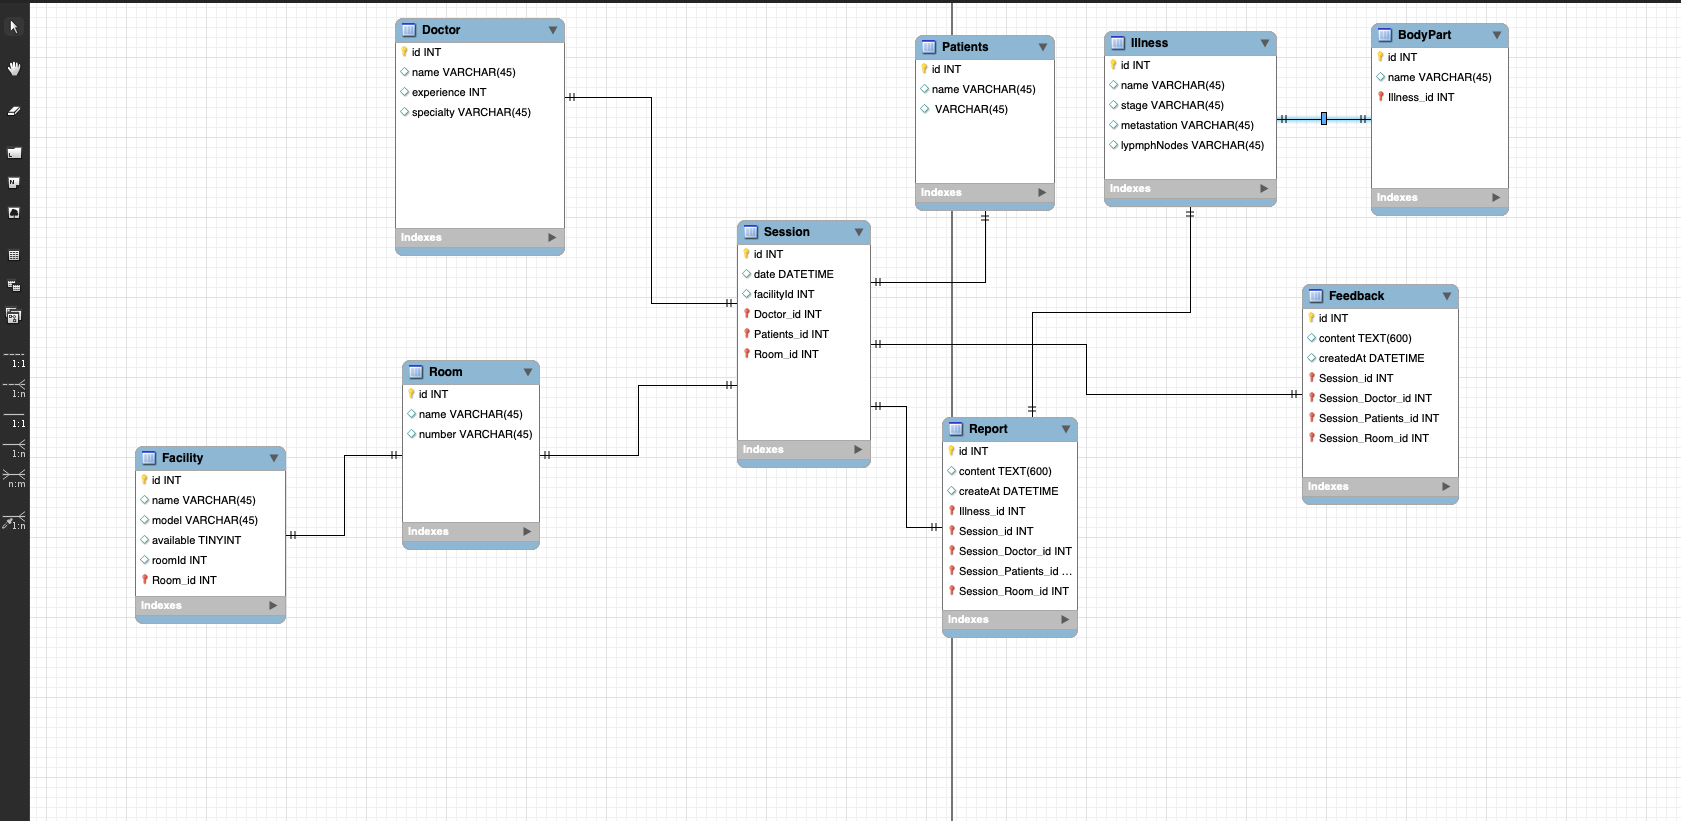 Doctor
id INT
name VARCHAR(45)
experience INT
specialty VARCHAR(45)
Indexes
Patients
id INT
name VARCHAR(45)
VARCHAR(45)
Indexes
Illness
id INT
name VARCHAR(45)
stage VARCHAR(45)
metastation VARCHAR(45)
lypmphNodes VARCHAR(45)
Indexes
BodyPart
id INT
name VARCHAR(45)
Illness_id INT
Indexes
Session
id INT
date DATETIME
facilityId INT
Doctor_id INT
Patients_id INT
Room_id INT
Indexes
Feedback
id INT
content TEXT(600)
createdAt DATETIME
Session_id INT
Session_Doctor_id INT
Session_Patients_id INT
Session_Room_id INT
Indexes
Room
id INT
name VARCHAR(45)
number VARCHAR(45)
Indexes
Facility
id INT
name VARCHAR(45)
model VARCHAR(45)
available TINYINT
roomId INT
Room_id INT
Indexes
Report
id INT
content TEXT(600)
createAt DATETIME
Illness_id INT
Session_id INT
Session_Doctor_id INT
Session_Patients_id ...
Session_Room_id INT
Indexes
1:1
1:n
1:1
1:n
n:m
1:n